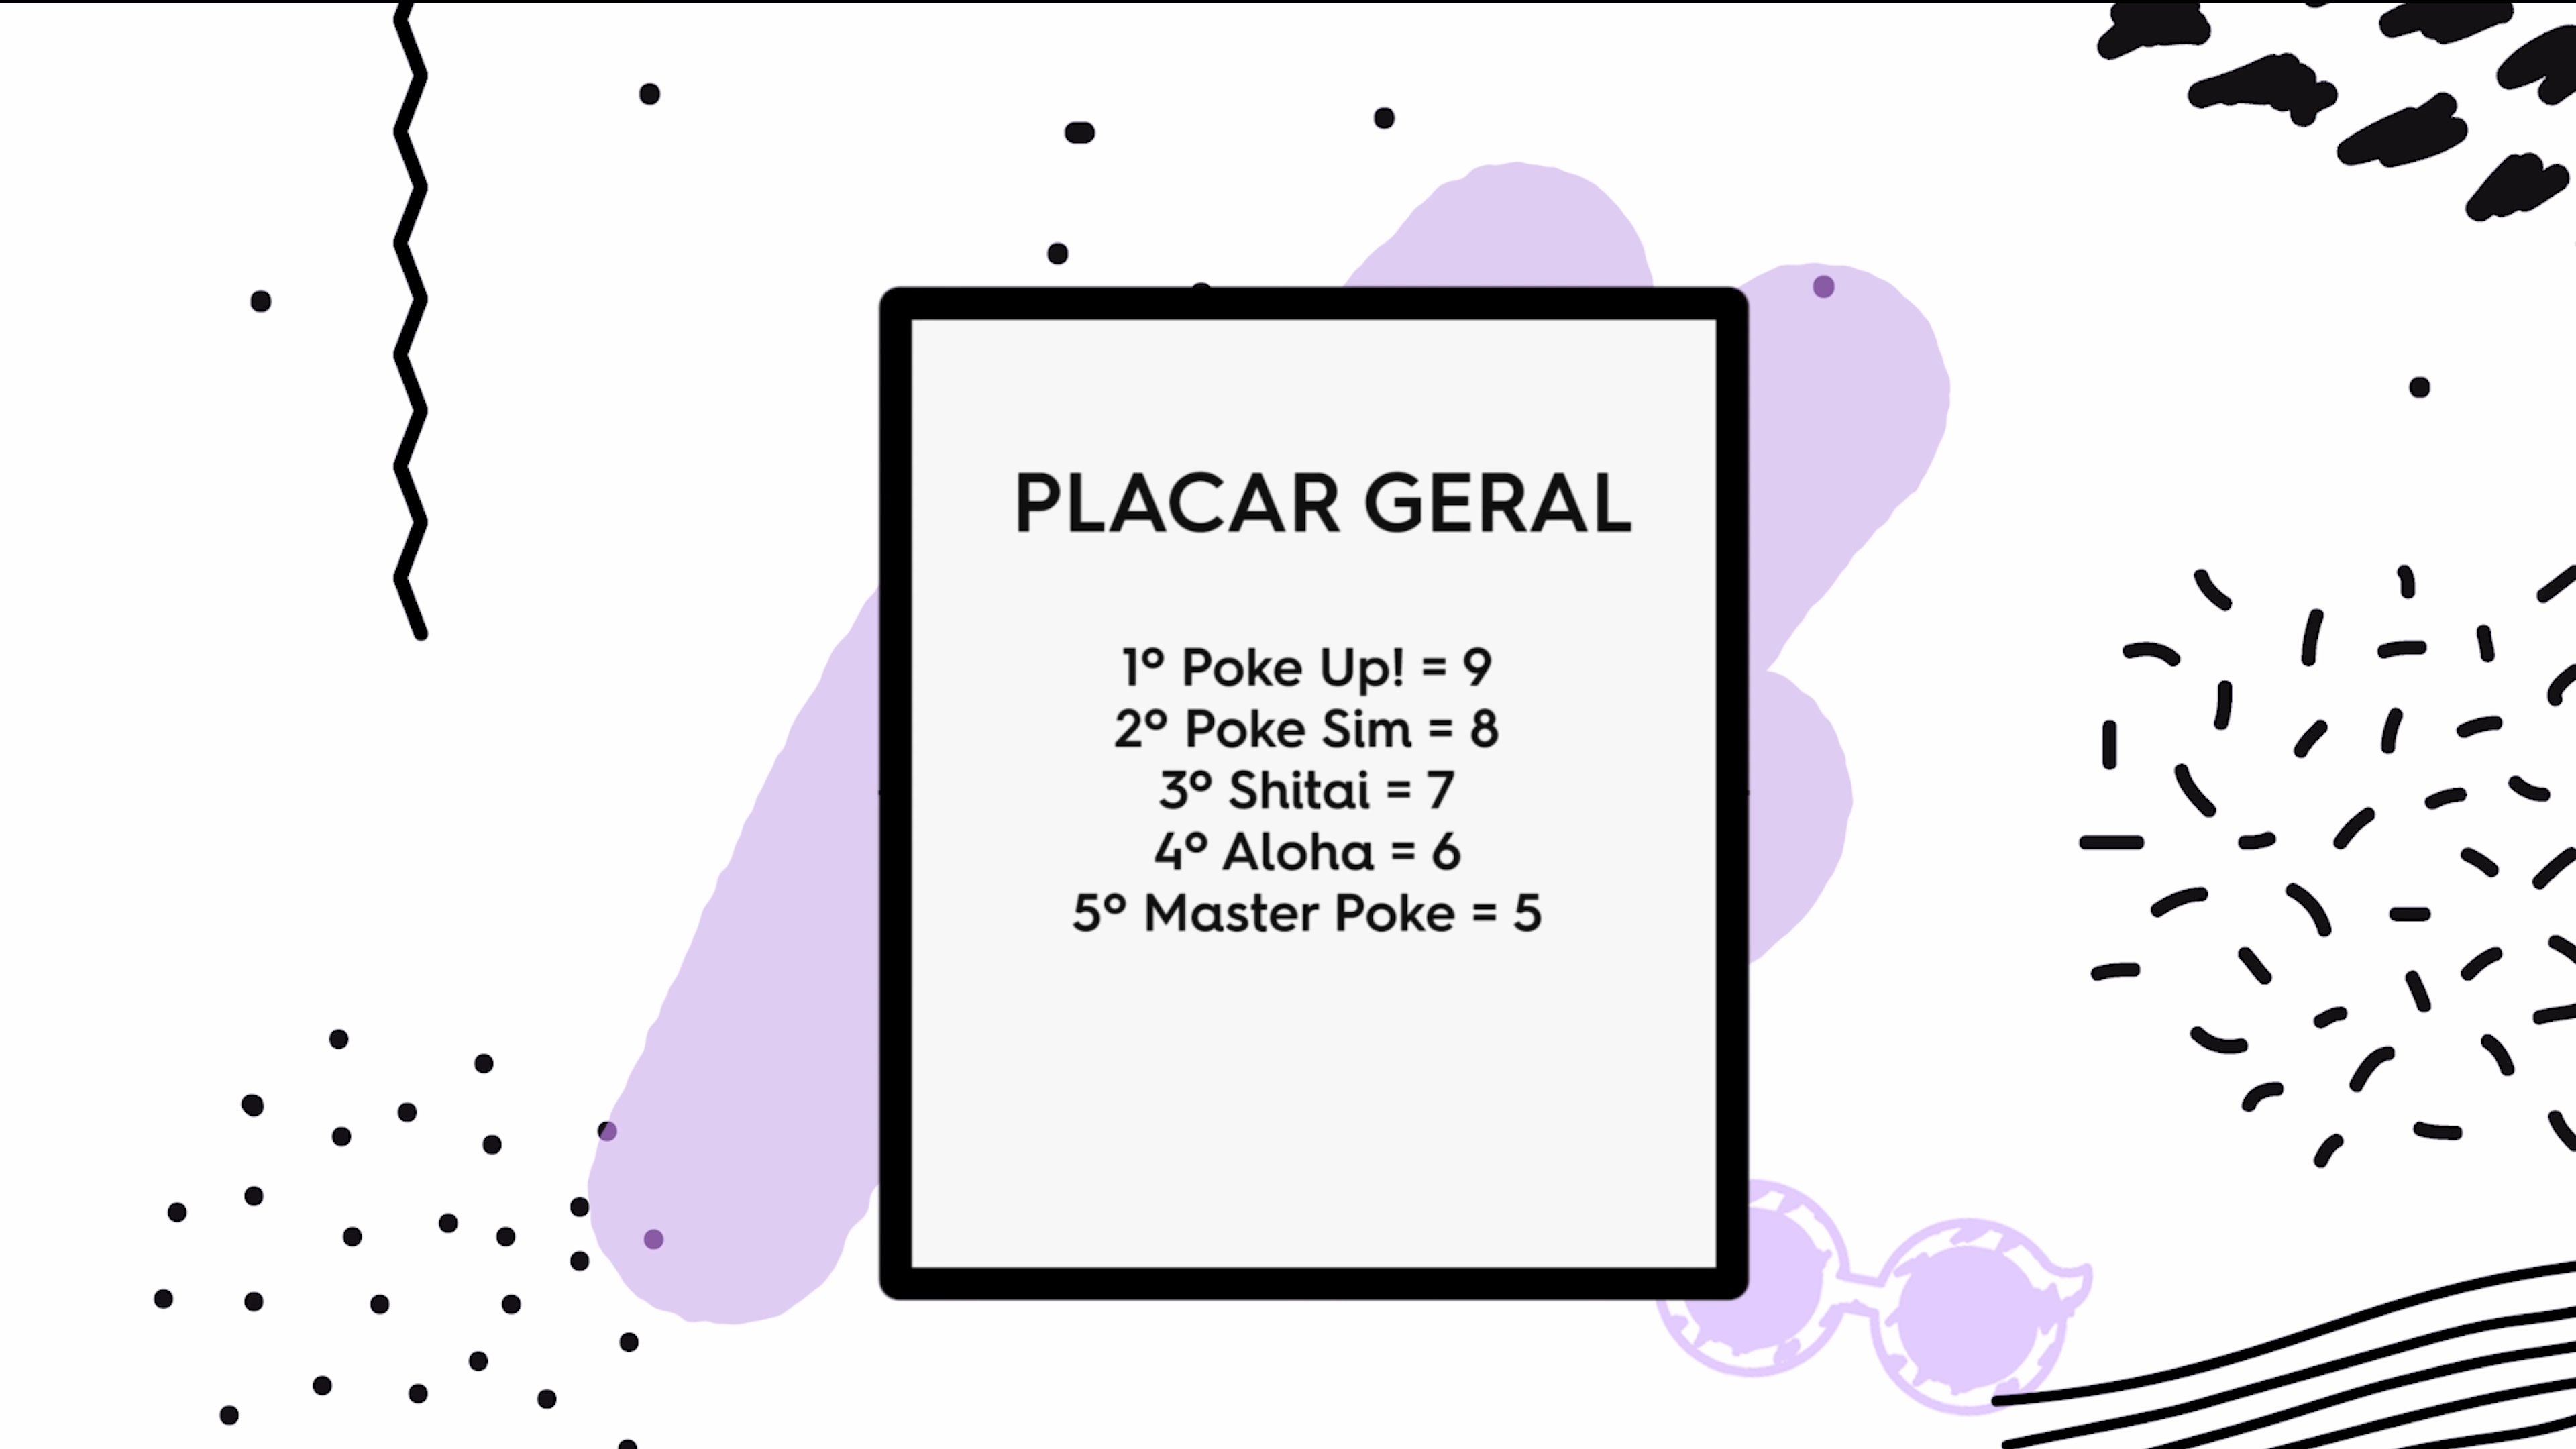 PLACAR GERAL
1º Poke Up! = 9
2º Poke Sim = 8
3º Shitai = 7
4º Aloha = 6
5º Master Poke = 5